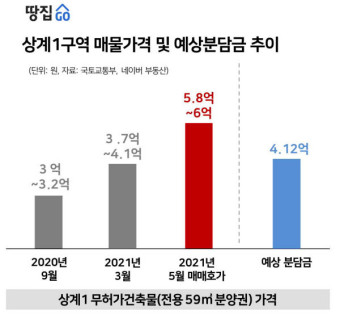 땅집GO
상계1구역 매물가격 및 예상분담금 추이
(단위: 원, 자료: 국토교통부, 네이버 부동산)
3억
~3.2억
3.7억
~4.1억
5.8억
~6억
4.12억
2020년
9월
2021년
3월
2021년
5월 매매호가
예상 분담금
상계1 무허가건축물(전용 59㎡ 분양권) 가격